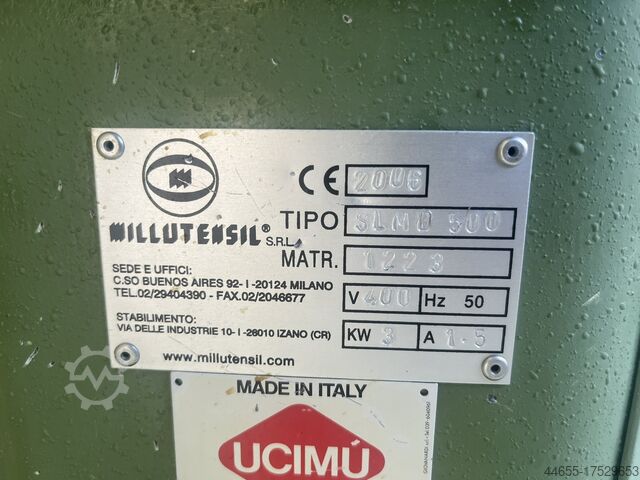 CE 2006
MILLUTENSIL® S.R.L.
TIPO SLMD 500
MATR. 1223
SEDE E UFFICI:
C.SO BUENOS AIRES 92- I -20124 MILANO
TEL.02/29404390 - FAX.02/2046677
V 400 Hz 50
STABILIMENTO:
VIA DELLE INDUSTRIE 10- I -26010 IZANO (CR)
KW 3 A 1.5
www.millutensil.com
MADE IN ITALY
UCIMÚ
44655-17529653